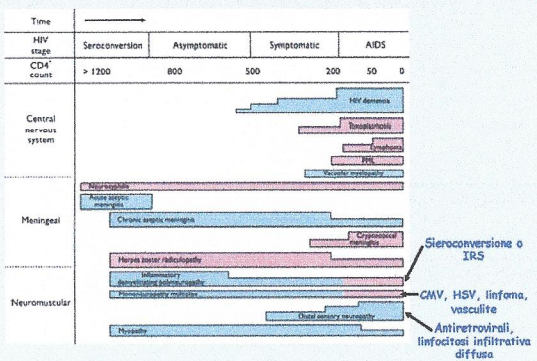 Time
HIV stage
Seroconversion Asymptomatic Symptomatic AIDS
CD4+ count
> 1200 800 500 200 50 0
Central nervous system
HIV dementia
Toxoplasmosis
Lymphoma
PML
Vacuolar myelopathy
Meningeal
Neurosyphilis
Acute aseptic meningitis
Chronic aseptic meningitis
Cryptococcal meningitis
Herpes zoster radiculopathy
Sieroconversione o IRS
Neuromuscular
Inflammatory demyelinating polyneuropathy
Mononeuropathy multiplex
CMV, HSV, linfoma, vasculite
Distal sensory neuropathy
Antiretrovirali, linfocitosi infiltrativa diffusa
Myopathy